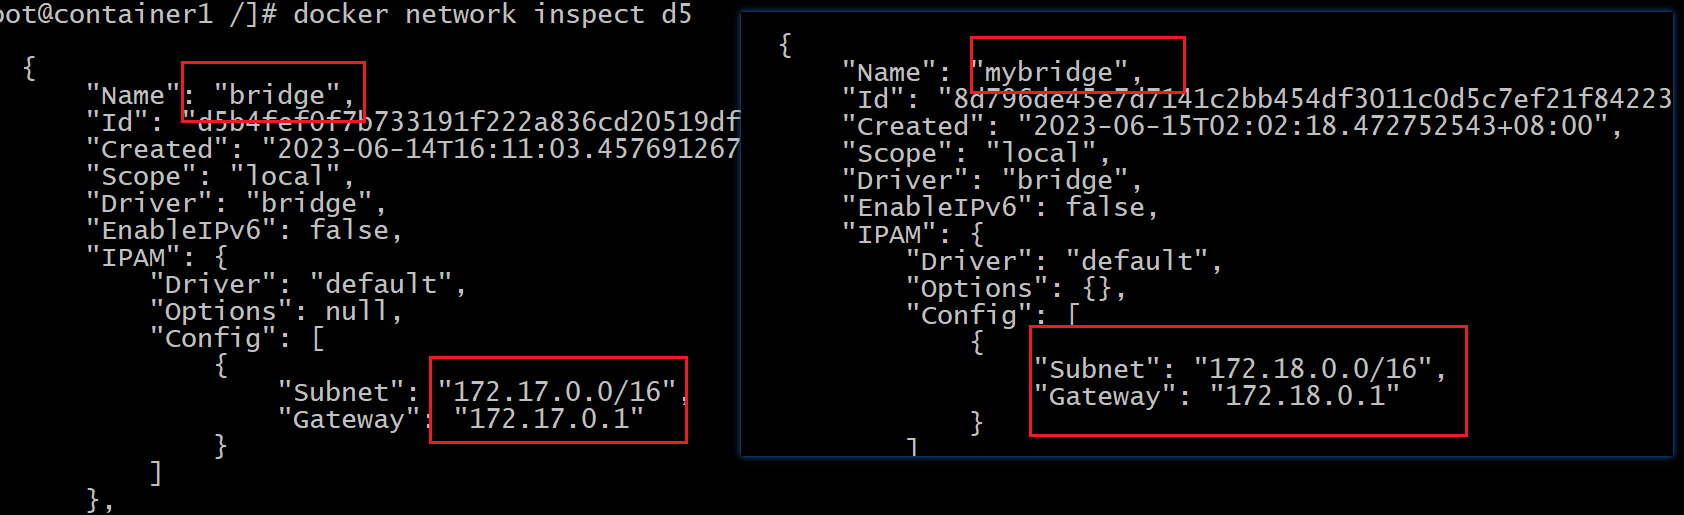 oot@container1 /]# docker network inspect d5
{
"Name": "bridge",
"Id": "d5b4fef0f7b733191f222a836cd20519df
"Created": "2023-06-14T16:11:03.457691267
"Scope": "local",
"Driver": "bridge",
"EnableIPv6": false,
"IPAM": {
"Driver": "default",
"Options": null,
"Config": [
{
"Subnet": "172.17.0.0/16",
"Gateway": "172.17.0.1"
}
]
},
{
"Name": "mybridge",
"Id": "8d796de45e7d7141c2bb454df3011c0d5c7ef21f84223
"Created": "2023-06-15T02:02:18.472752543+08:00",
"Scope": "local",
"Driver": "bridge",
"EnableIPv6": false,
"IPAM": {
"Driver": "default",
"Options": {},
"Config": [
{
"Subnet": "172.18.0.0/16",
"Gateway": "172.18.0.1"
}
]